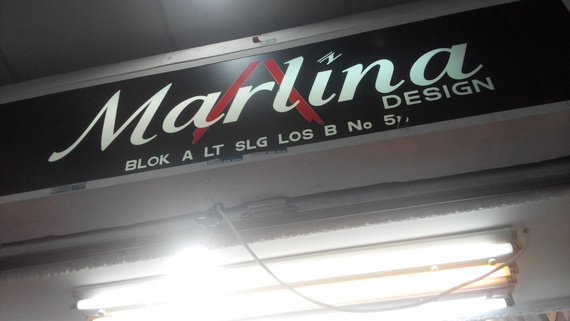 Marlina
DESIGN
BLOK A LT SLG LOS B No